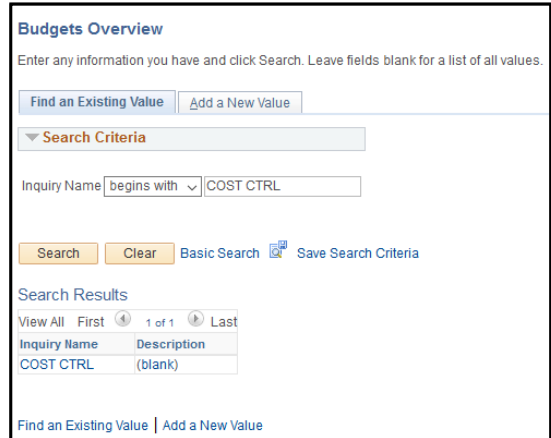 Budgets Overview
Enter any information you have and click Search. Leave fields blank for a list of all values.
Find an Existing Value Add a New Value
Search Criteria
Inquiry Name begins with COST CTRL
Search Clear Basic Search Save Search Criteria
Search Results
View All First 1 of 1 Last
Inquiry Name Description
COST CTRL (blank)
Find an Existing Value | Add a New Value